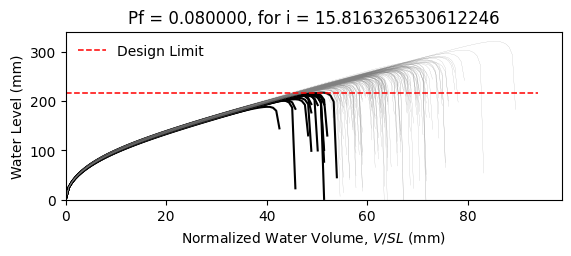 Pf = 0.080000, for i = 15.816326530612246
Design Limit
Water Level (mm)
300
200
100
0
0 20 40 60 80
Normalized Water Volume, V/SL (mm)